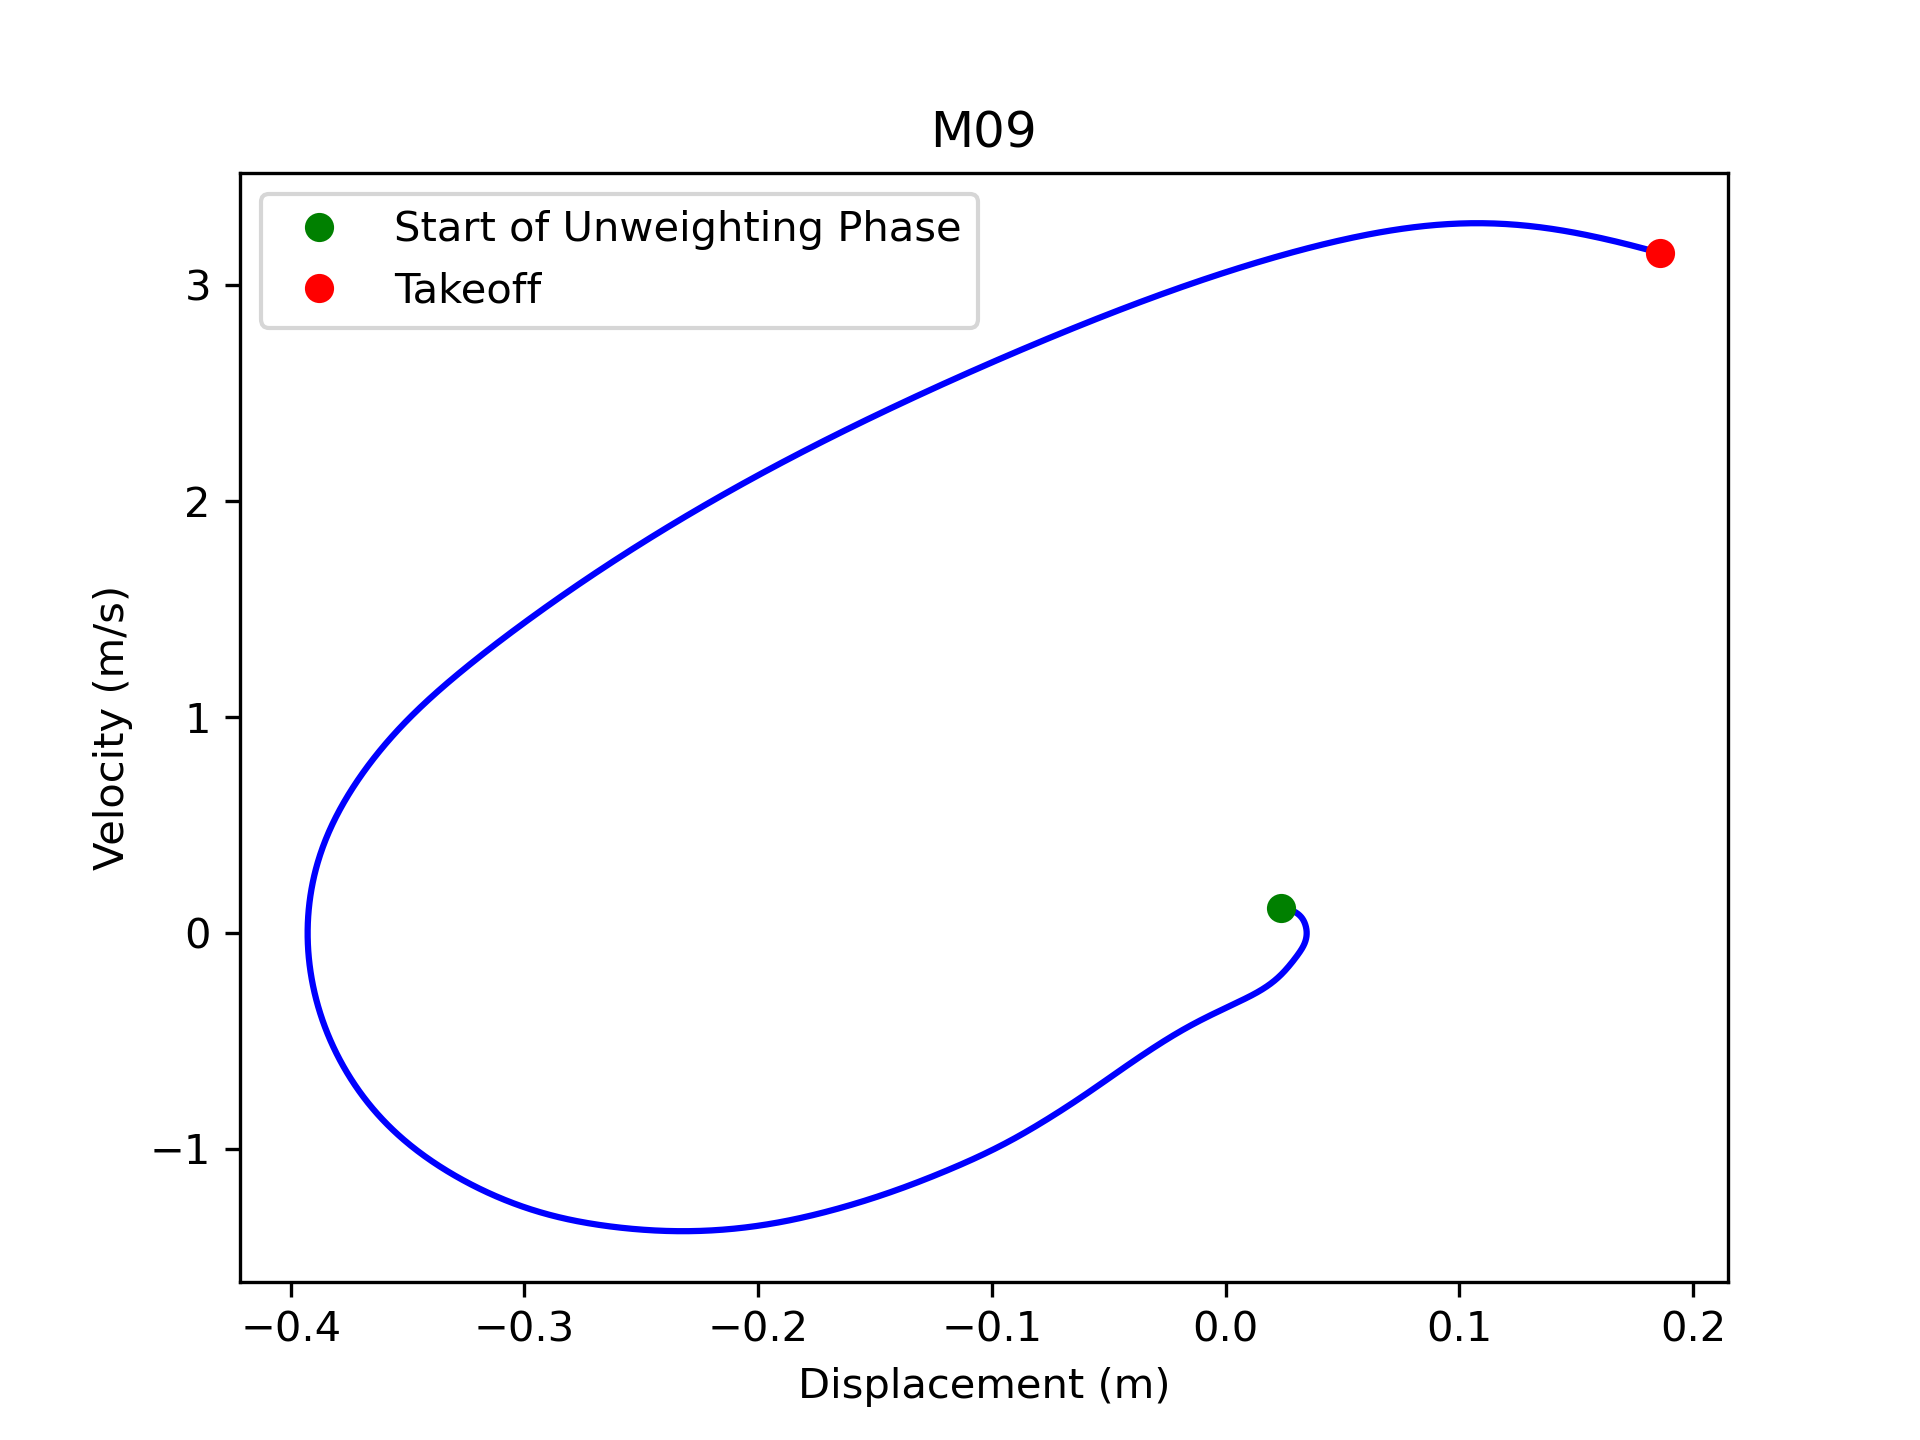 M09
Start of Unweighting Phase
Takeoff
3
2
1
0
−1
Velocity (m/s)
−0.4 −0.3 −0.2 −0.1 0.0 0.1 0.2
Displacement (m)